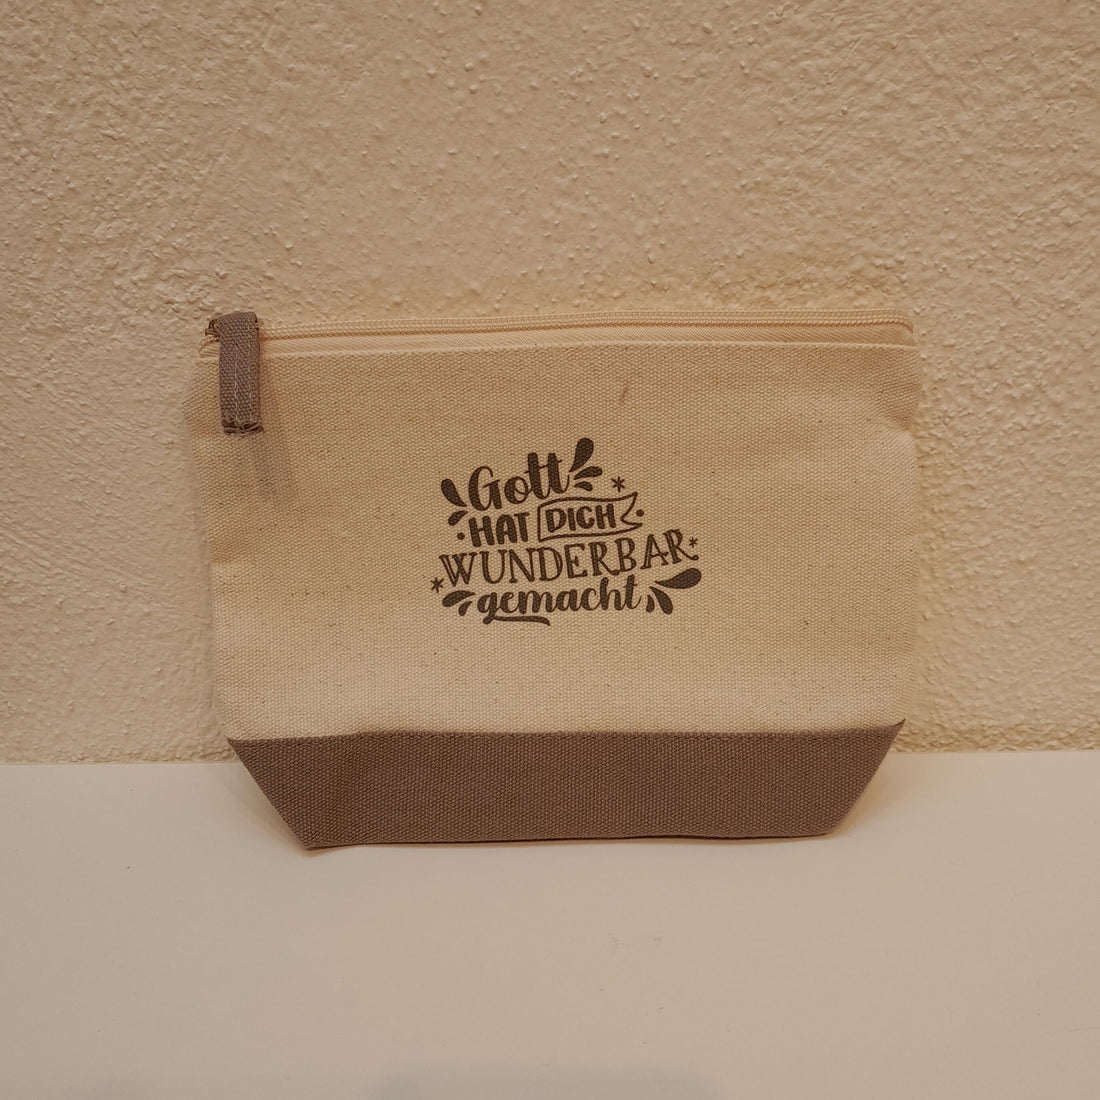 Gott
HAT DICH
WUNDERBAR
gemacht